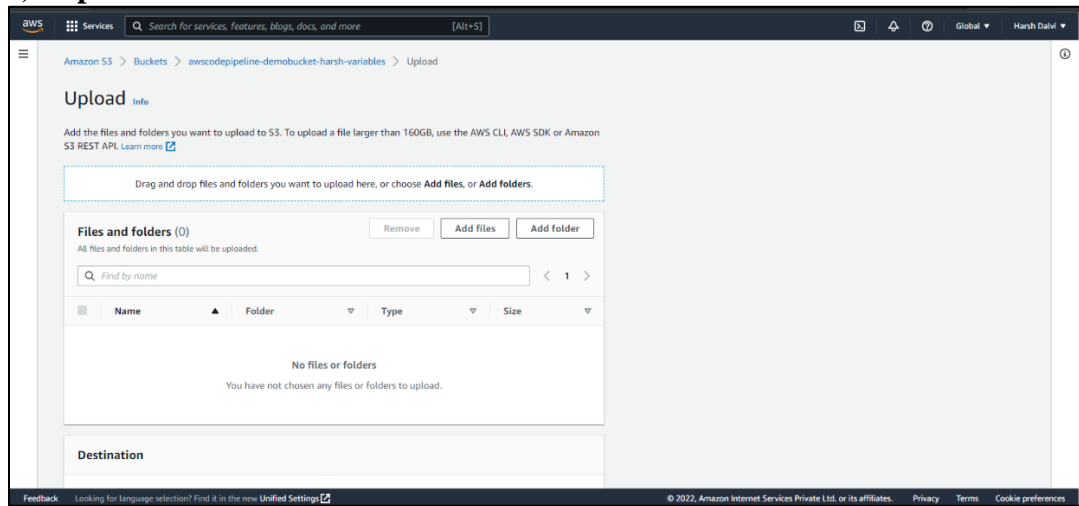 aws Services Search for services, features, blogs, docs, and more [Alt+S] Global ▼ Harsh Dalvi ▼
Amazon S3 > Buckets > awscodepipeline-demobucket-harsh-variables > Upload
Upload Info
Add the files and folders you want to upload to S3. To upload a file larger than 160GB, use the AWS CLI, AWS SDK or Amazon
S3 REST API. Learn more
Drag and drop files and folders you want to upload here, or choose Add files, or Add folders.
Files and folders (0) Remove Add files Add folder
All files and folders in this table will be uploaded.
Find by name < 1 >
Name ▲ Folder ▽ Type ▽ Size ▽
No files or folders
You have not chosen any files or folders to upload.
Destination
Feedback Looking for language selection? Find it in the new Unified Settings © 2022, Amazon Internet Services Private Ltd. or its affiliates. Privacy Terms Cookie preferences